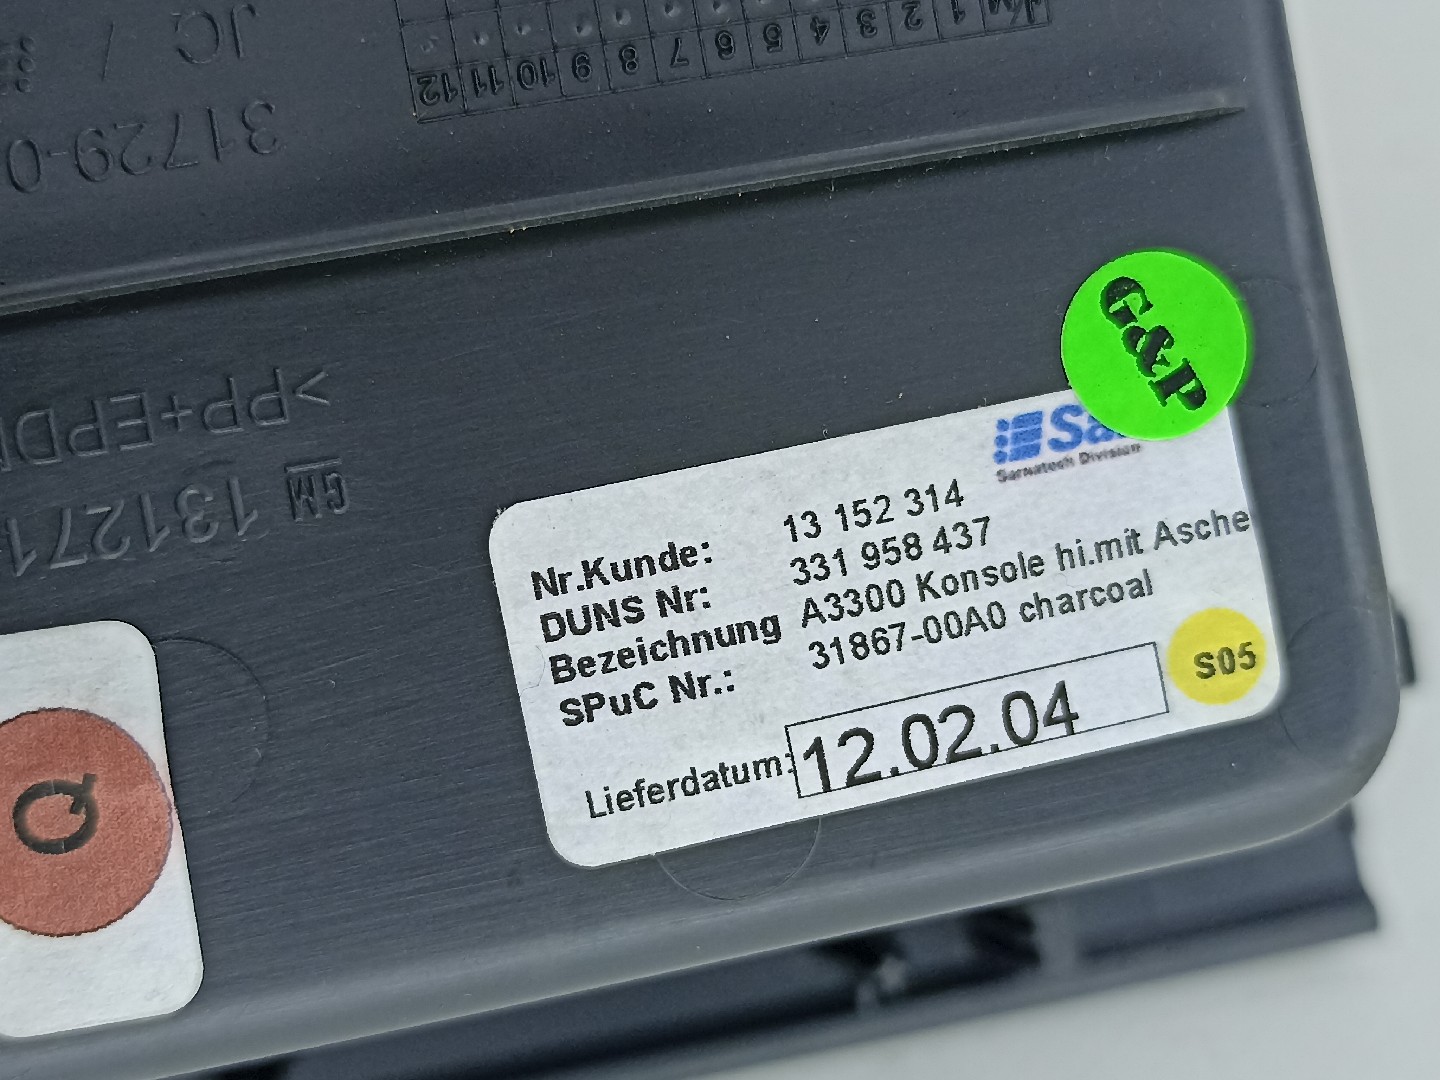 J/M 1 2 3 4 5 6 7 8 9 10 11 12
JC /
31729-0
>PP+EPD
GM 131271
G&P
Sarnatech Division
Nr.Kunde: 13 152 314
DUNS Nr: 331 958 437
Bezeichnung A3300 Konsole hi.mit Asche
SPuC Nr.: 31867-00A0 charcoal
S05
Lieferdatum: 12.02.04
Q